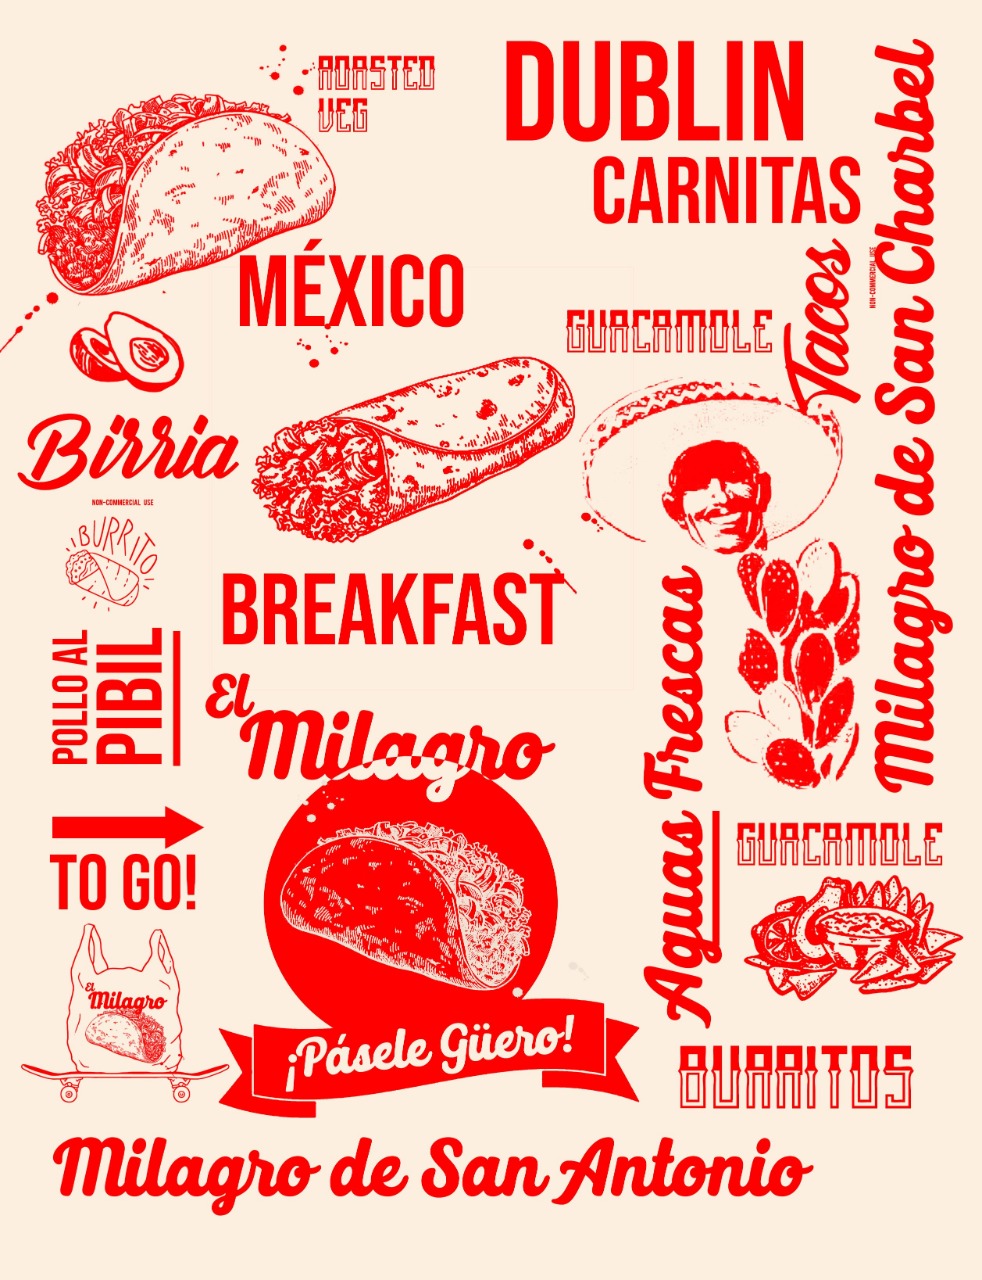 ROASTED
VEG
DUBLIN
CARNITAS
Tacos
NON-COMMERCIAL USE
Milagro de San Charbel
MÉXICO
GUACAMOLE
Birria
NON-COMMERCIAL USE
BURRITO
BREAKFAST
POLLO AL
PIBIL
El
Milagro
Aguas Frescas
TO GO!
GUACAMOLE
El
Milagro
¡Pásele Güero!
BURRITOS
Milagro de San Antonio